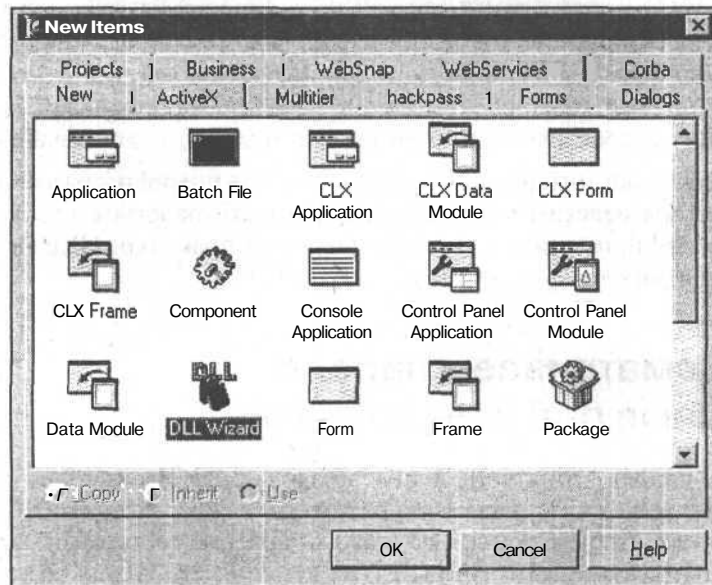 New Items
Projects Business WebSnap WebServices Corba
New ActiveX Multitier hackpass Forms Dialogs
Application Batch File CLX Application CLX Data Module CLX Form
CLX Frame Component Console Application Control Panel Application Control Panel Module
DLL
Data Module DLL Wizard Form Frame Package
Copy Inherit Use
OK Cancel Help